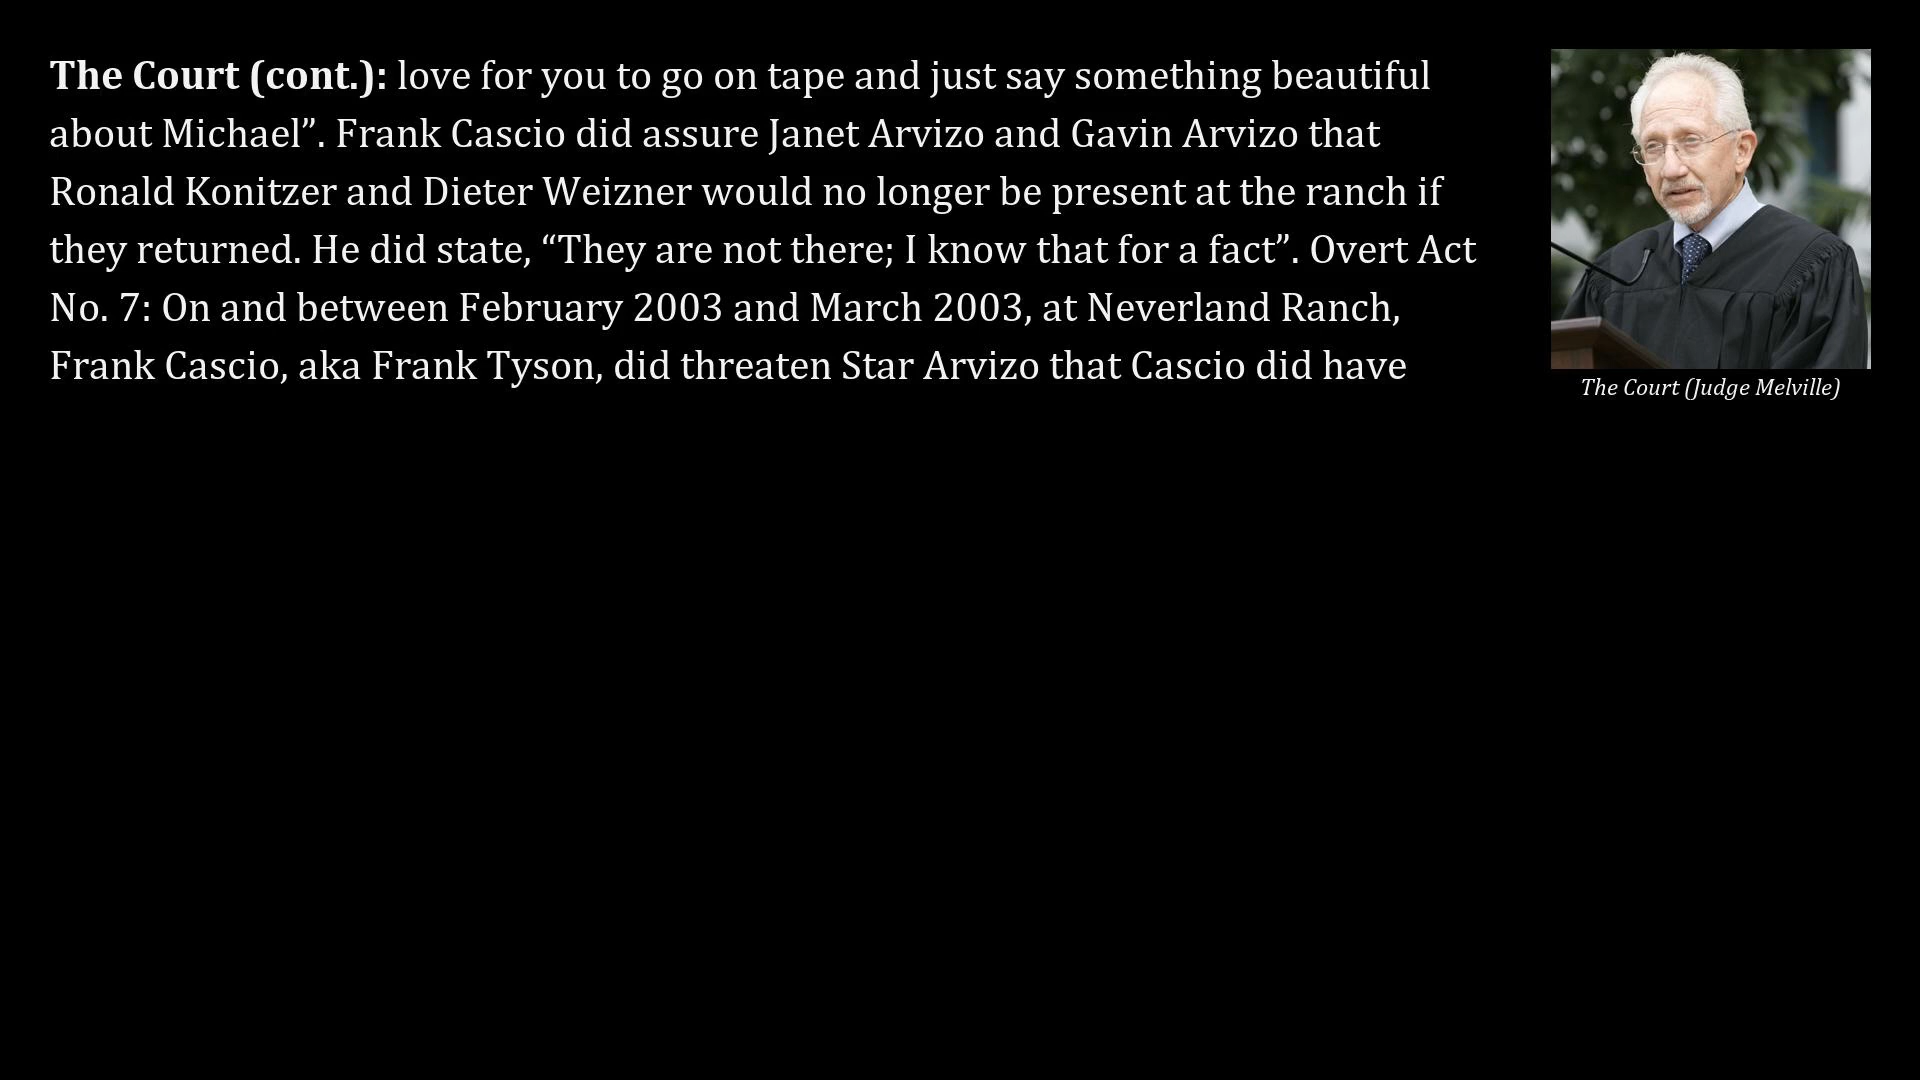 The Court (cont.): love for you to go on tape and just say something beautiful
about Michael”. Frank Cascio did assure Janet Arvizo and Gavin Arvizo that
Ronald Konitzer and Dieter Weizner would no longer be present at the ranch if
they returned. He did state, “They are not there; I know that for a fact”. Overt Act
No. 7: On and between February 2003 and March 2003, at Neverland Ranch,
Frank Cascio, aka Frank Tyson, did threaten Star Arvizo that Cascio did have
The Court (Judge Melville)